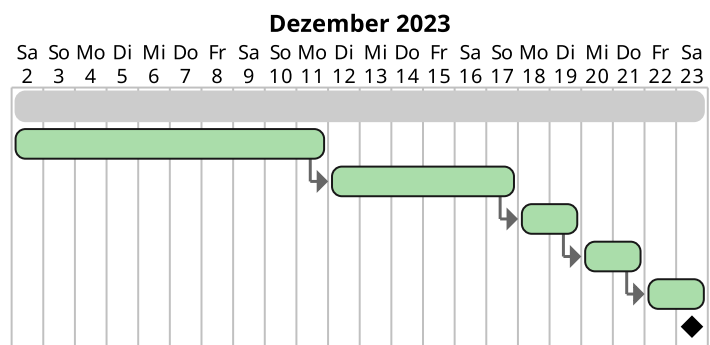 Dezember 2023
Sa So Mo Di Mi Do Fr Sa So Mo Di Mi Do Fr Sa So Mo Di Mi Do Fr Sa
2 3 4 5 6 7 8 9 10 11 12 13 14 15 16 17 18 19 20 21 22 23